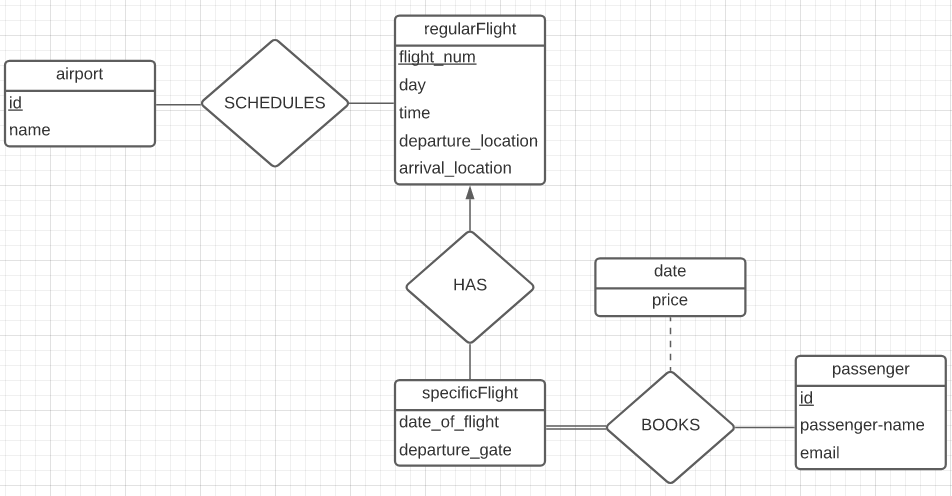 regularFlight
flight_num
day
time
departure_location
arrival_location
airport
id
name
SCHEDULES
HAS
date
price
specificFlight
date_of_flight
departure_gate
BOOKS
passenger
id
passenger-name
email